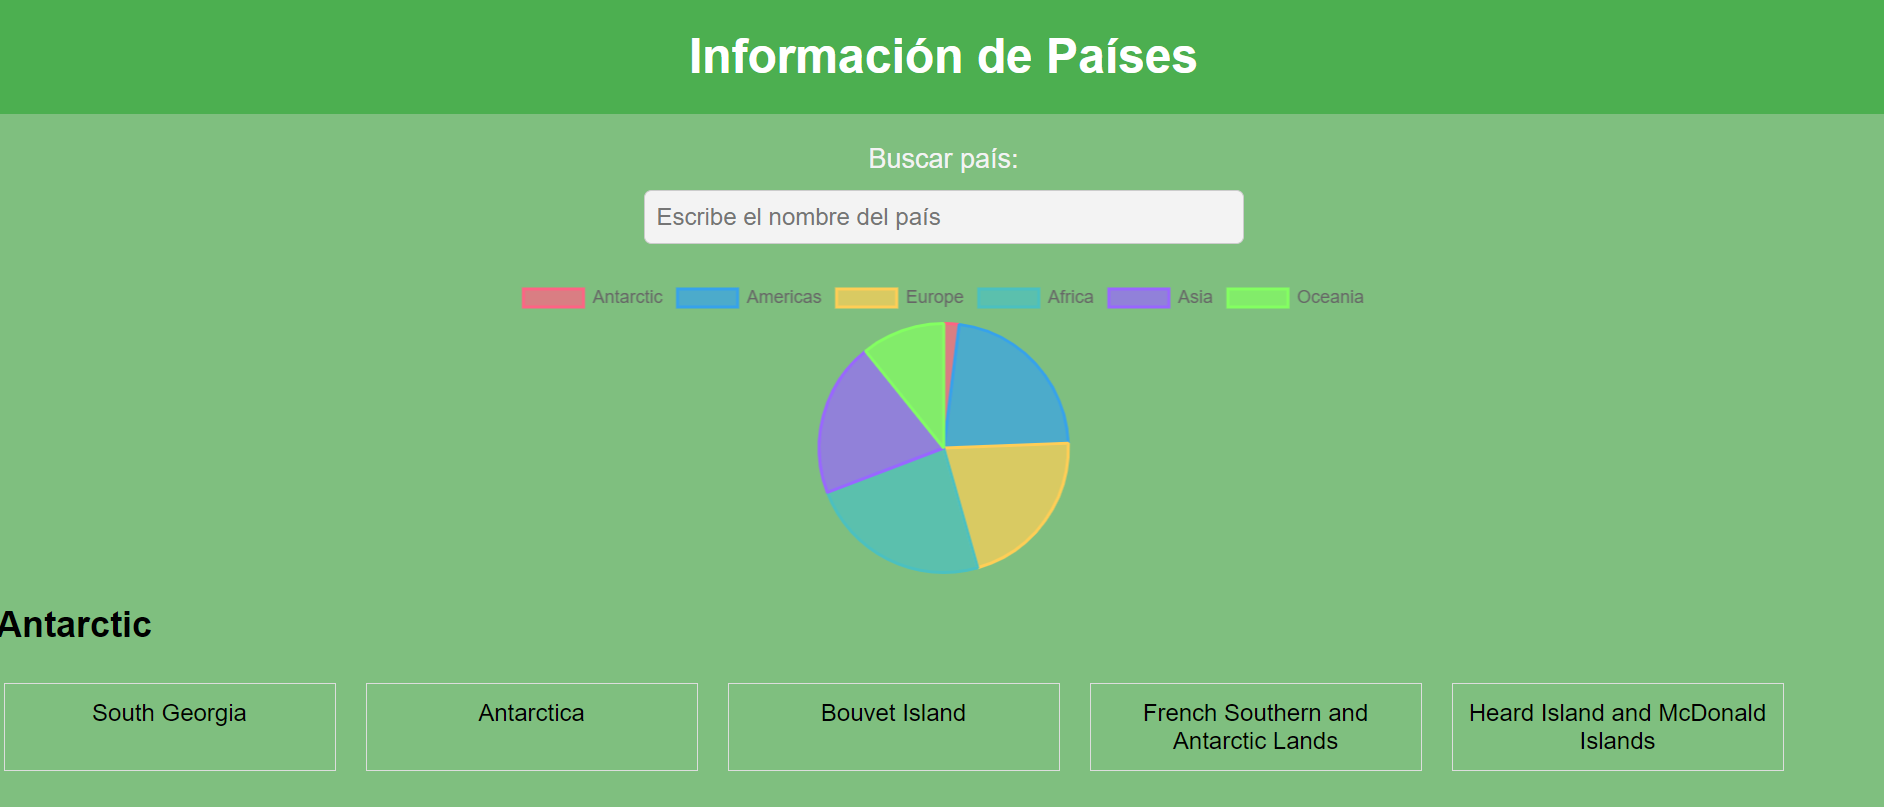 Información de Países
Buscar país:
Escribe el nombre del país
Antarctic Americas Europe Africa Asia Oceania
Antarctic
South Georgia
Antarctica
Bouvet Island
French Southern and
Antarctic Lands
Heard Island and McDonald
Islands